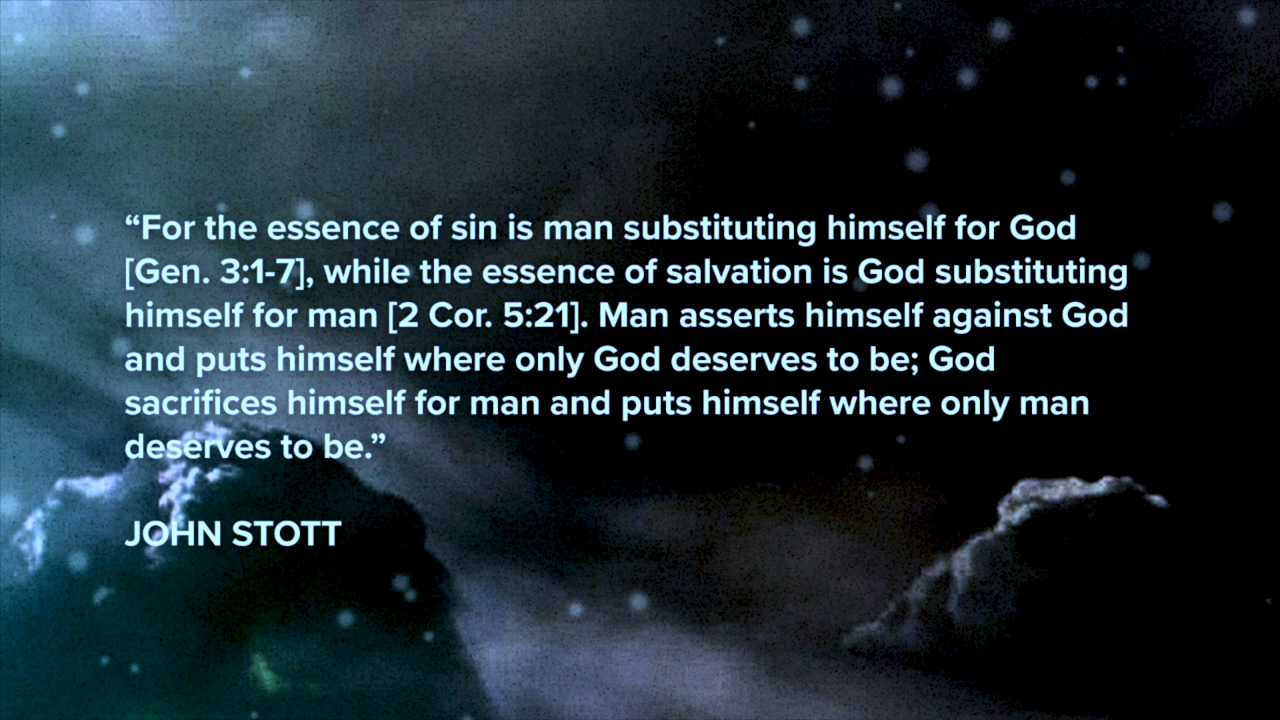 “For the essence of sin is man substituting himself for God
[Gen. 3:1-7], while the essence of salvation is God substituting
himself for man [2 Cor. 5:21]. Man asserts himself against God
and puts himself where only God deserves to be; God
sacrifices himself for man and puts himself where only man
deserves to be.”
JOHN STOTT